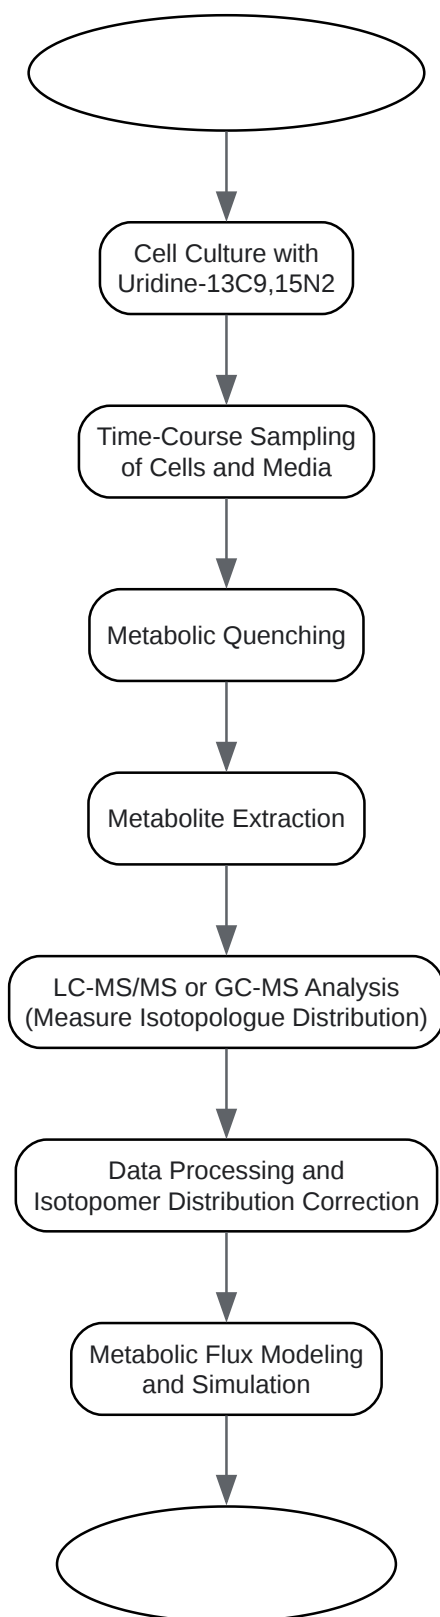 Cell Culture with
Uridine-13C9,15N2
Time-Course Sampling
of Cells and Media
Metabolic Quenching
Metabolite Extraction
LC-MS/MS or GC-MS Analysis
(Measure Isotopologue Distribution)
Data Processing and
Isotopomer Distribution Correction
Metabolic Flux Modeling
and Simulation